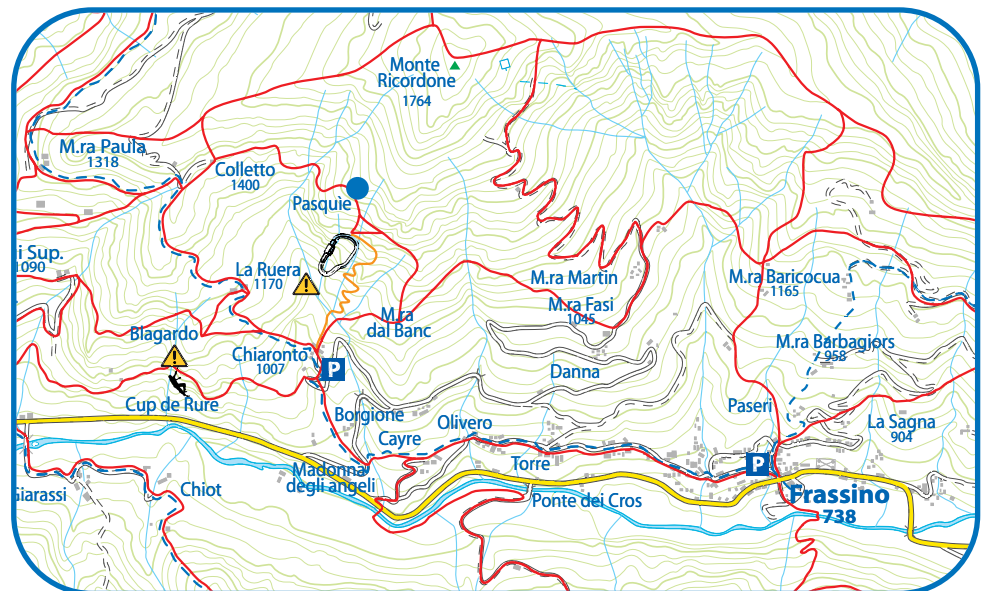 Monte
Ricordone
1764
M.ra Paula
1318
Colletto
1400
Pasquìe
i Sup.
1090
La Ruera
1170
M.ra Martin
M.ra Baricocua
1165
M.ra Fasi
1045
M.ra
dal Banc
Blagardo
M.ra Barbagiors
958
Chiaronto
1007
P
Danna
Cup de Rure
Borgione
Paseri
Olivero
La Sagna
904
Cayre
Torre
P
Madonna
degli angeli
Giarassi
Chiot
Ponte dei Cros
Frassino
738